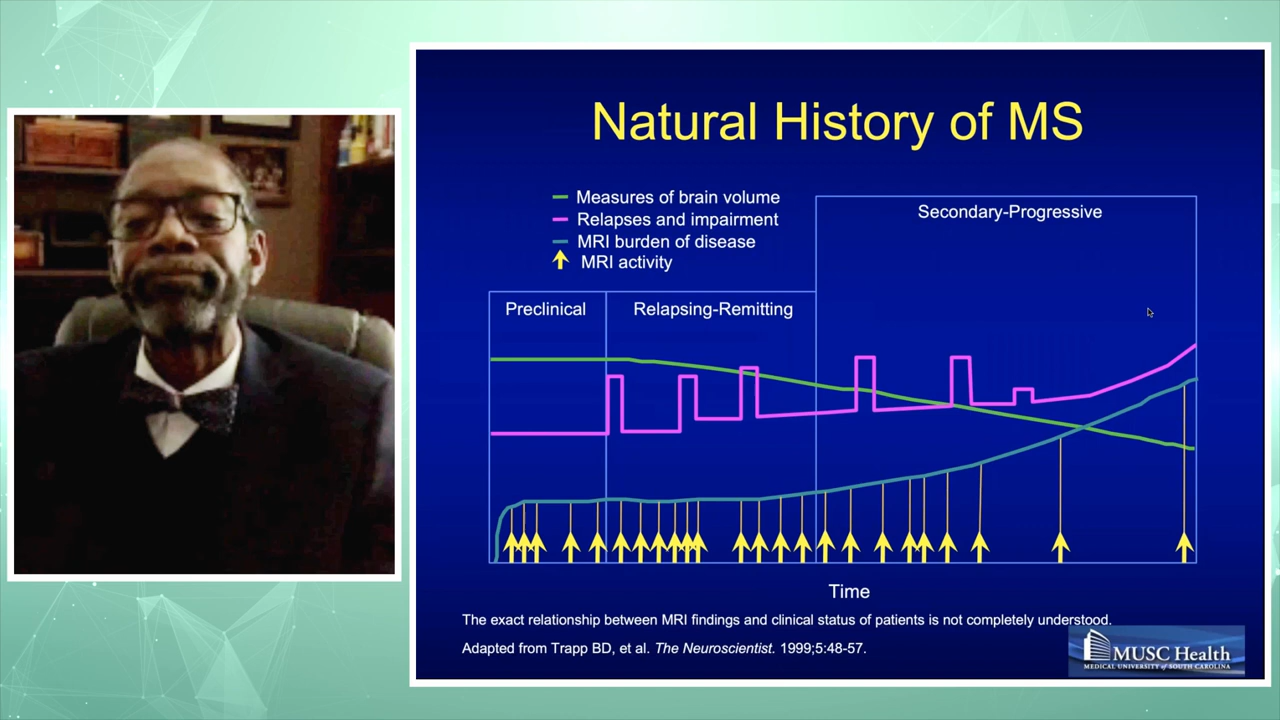 Natural History of MS
Measures of brain volume
Relapses and impairment
MRI burden of disease
MRI activity
Secondary-Progressive
Preclinical
Relapsing-Remitting
Time
The exact relationship between MRI findings and clinical status of patients is not completely understood.
Adapted from Trapp BD, et al. The Neuroscientist. 1999;5:48-57.
MUSC Health
MEDICAL UNIVERSITY of SOUTH CAROLINA